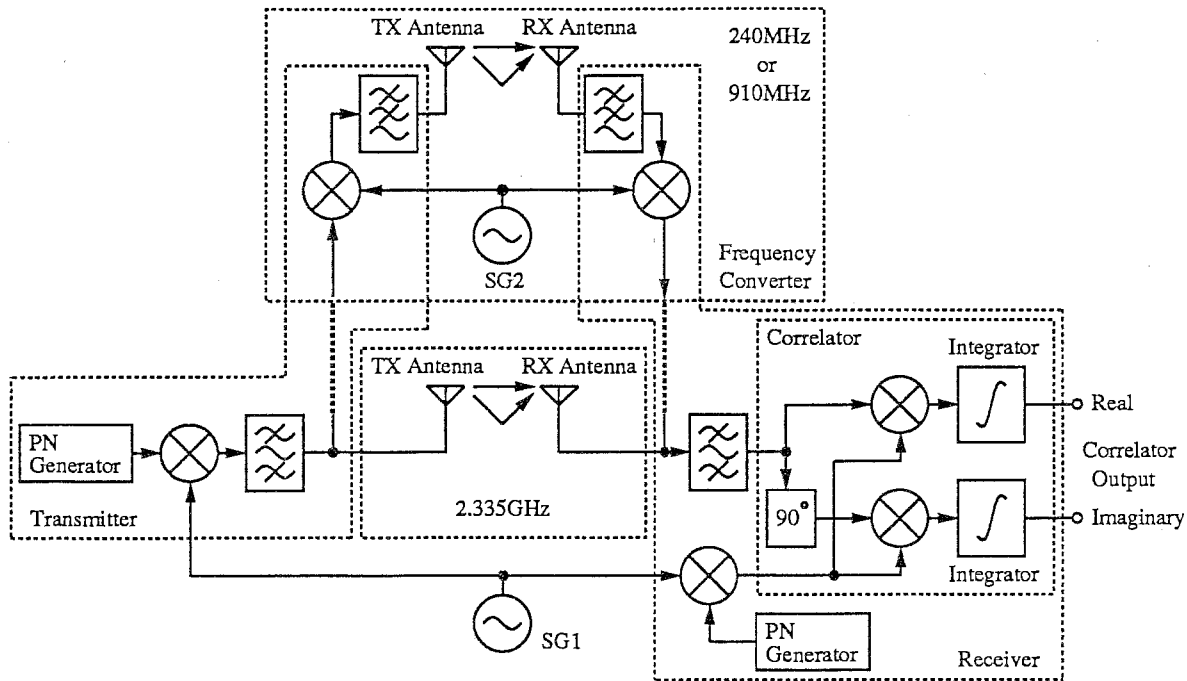 TX Antenna
RX Antenna
240MHz
or
910MHz
SG2
Frequency
Converter
TX Antenna
RX Antenna
2.335GHz
PN
Generator
Transmitter
SG1
Correlator
Integrator
Real
Correlator
Output
90°
Imaginary
Integrator
PN
Generator
Receiver